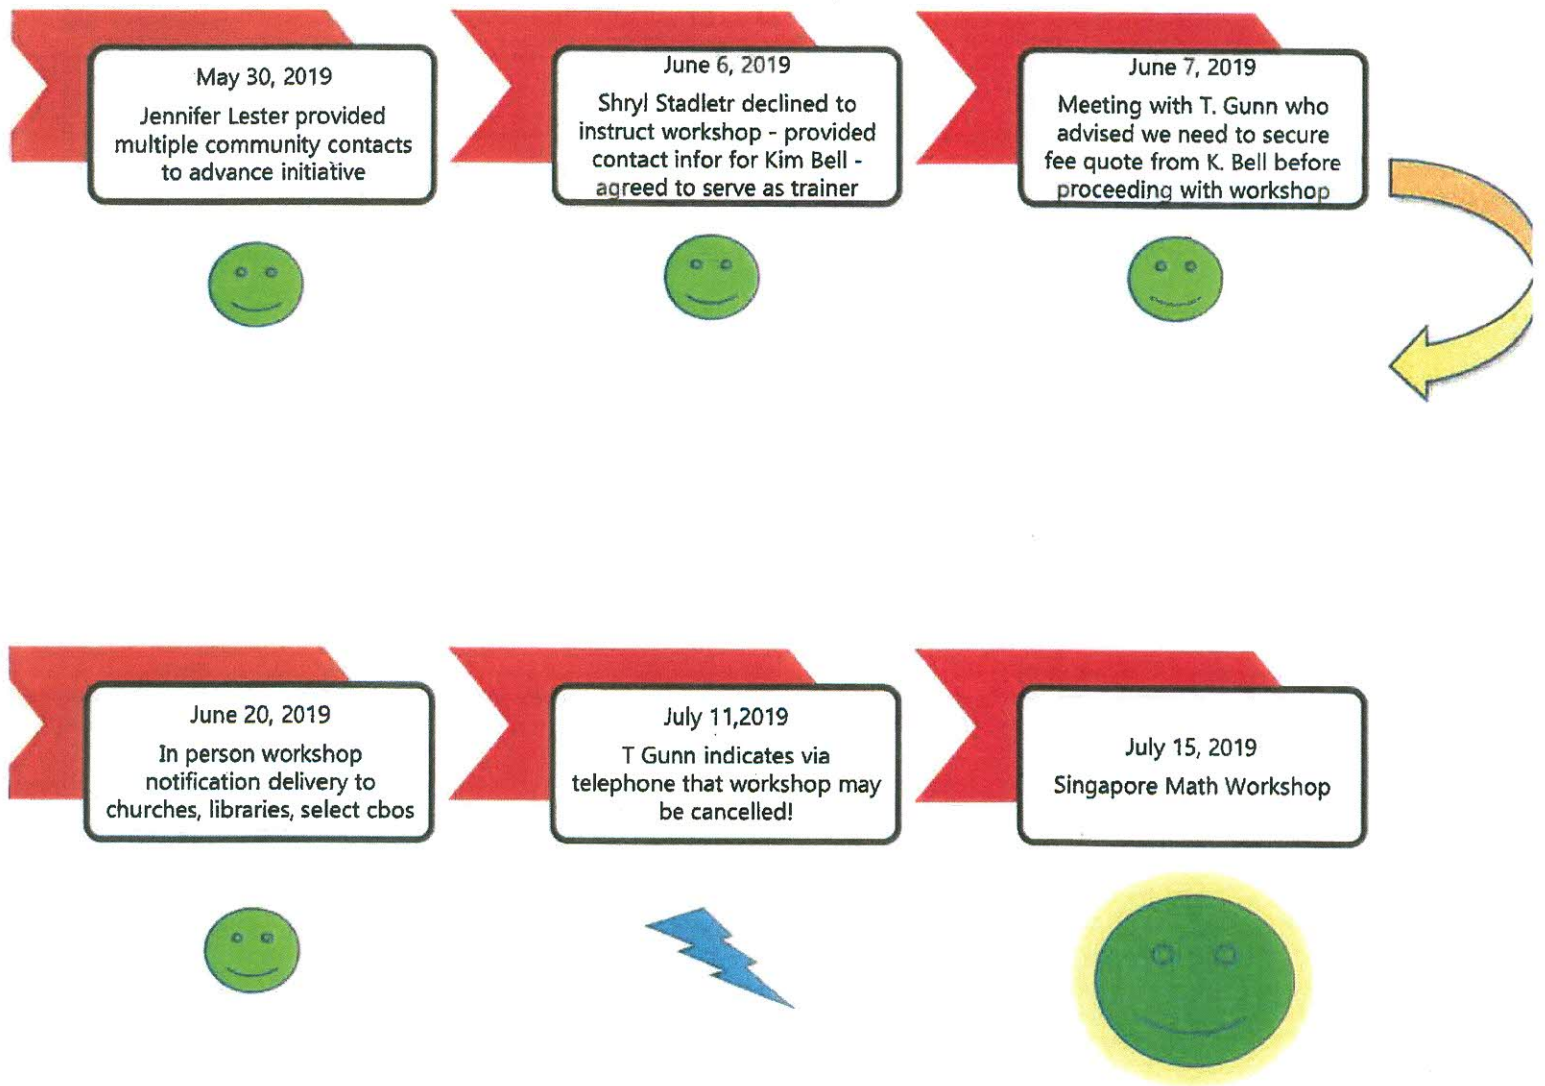 May 30, 2019
Jennifer Lester provided
multiple community contacts
to advance initiative
June 6, 2019
Shryl Stadletr declined to
instruct workshop - provided
contact infor for Kim Bell -
agreed to serve as trainer
June 7, 2019
Meeting with T. Gunn who
advised we need to secure
fee quote from K. Bell before
proceeding with workshop
June 20, 2019
In person workshop
notification delivery to
churches, libraries, select cbos
July 11,2019
T Gunn indicates via
telephone that workshop may
be cancelled!
July 15, 2019
Singapore Math Workshop